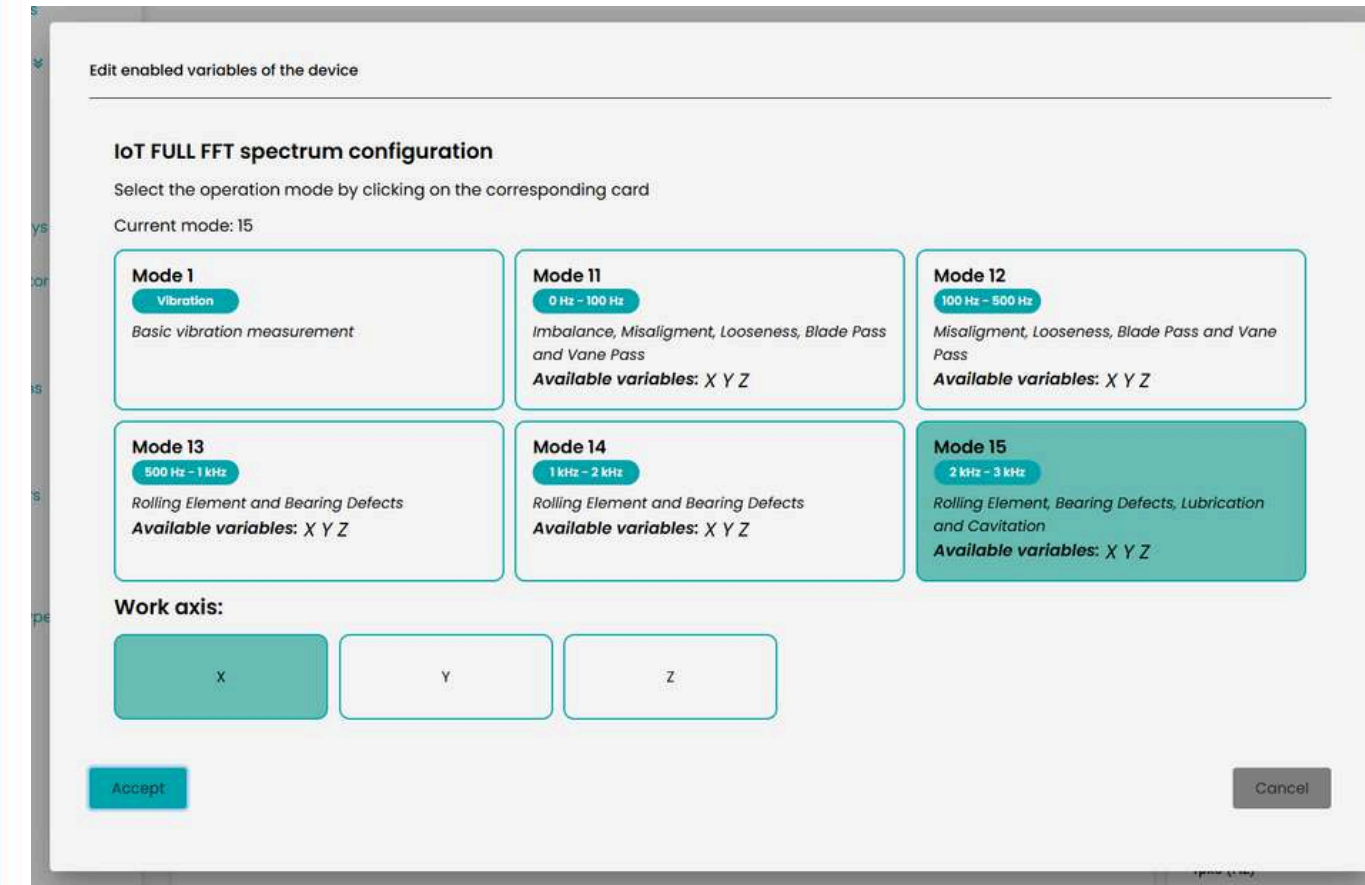 Edit enabled variables of the device
IoT FULL FFT spectrum configuration
Select the operation mode by clicking on the corresponding card
Current mode: 15
Mode 1
Vibration
Basic vibration measurement
Mode 11
0 Hz - 100 Hz
Imbalance, Misaligment, Looseness, Blade Pass
and Vane Pass
Available variables: X Y Z
Mode 12
100 Hz - 500 Hz
Misaligment, Looseness, Blade Pass and Vane
Pass
Available variables: X Y Z
Mode 13
500 Hz - 1 kHz
Rolling Element and Bearing Defects
Available variables: X Y Z
Mode 14
1 kHz - 2 kHz
Rolling Element and Bearing Defects
Available variables: X Y Z
Mode 15
2 kHz - 3 kHz
Rolling Element, Bearing Defects, Lubrication
and Cavitation
Available variables: X Y Z
Work axis:
X
Y
Z
Accept
Cancel